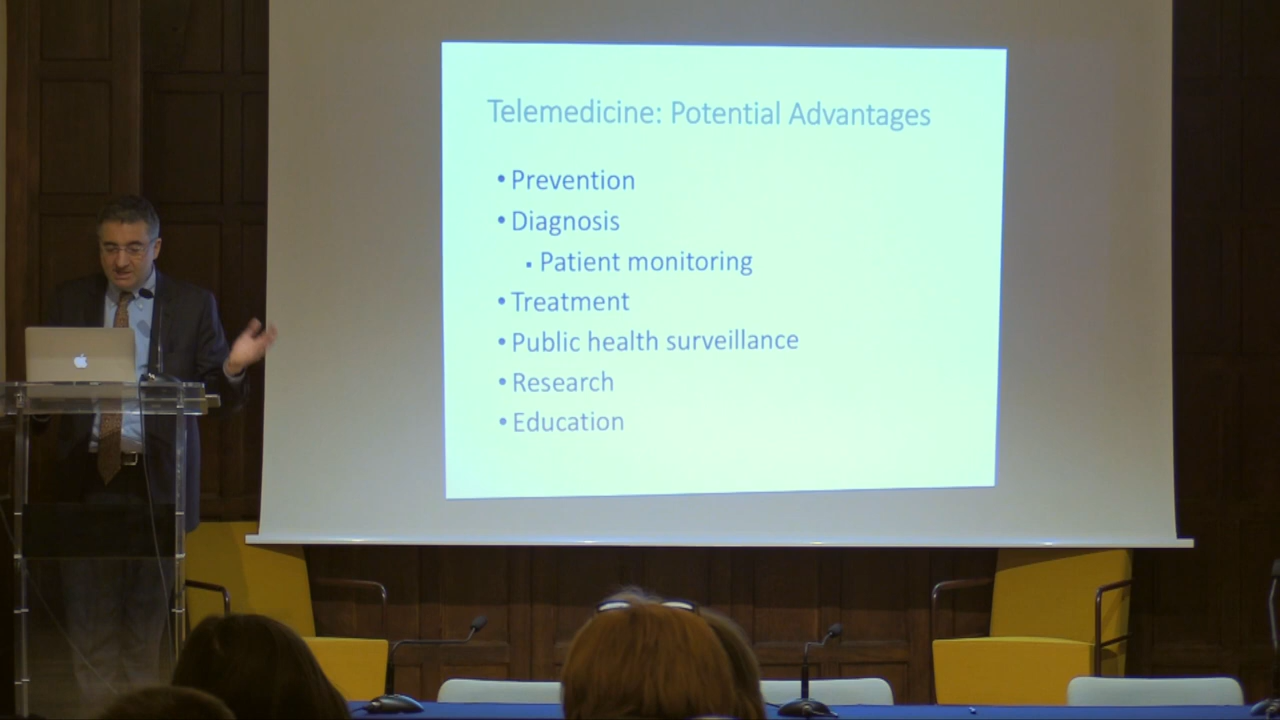 Telemedicine: Potential Advantages
• Prevention
• Diagnosis
▪ Patient monitoring
• Treatment
• Public health surveillance
• Research
• Education